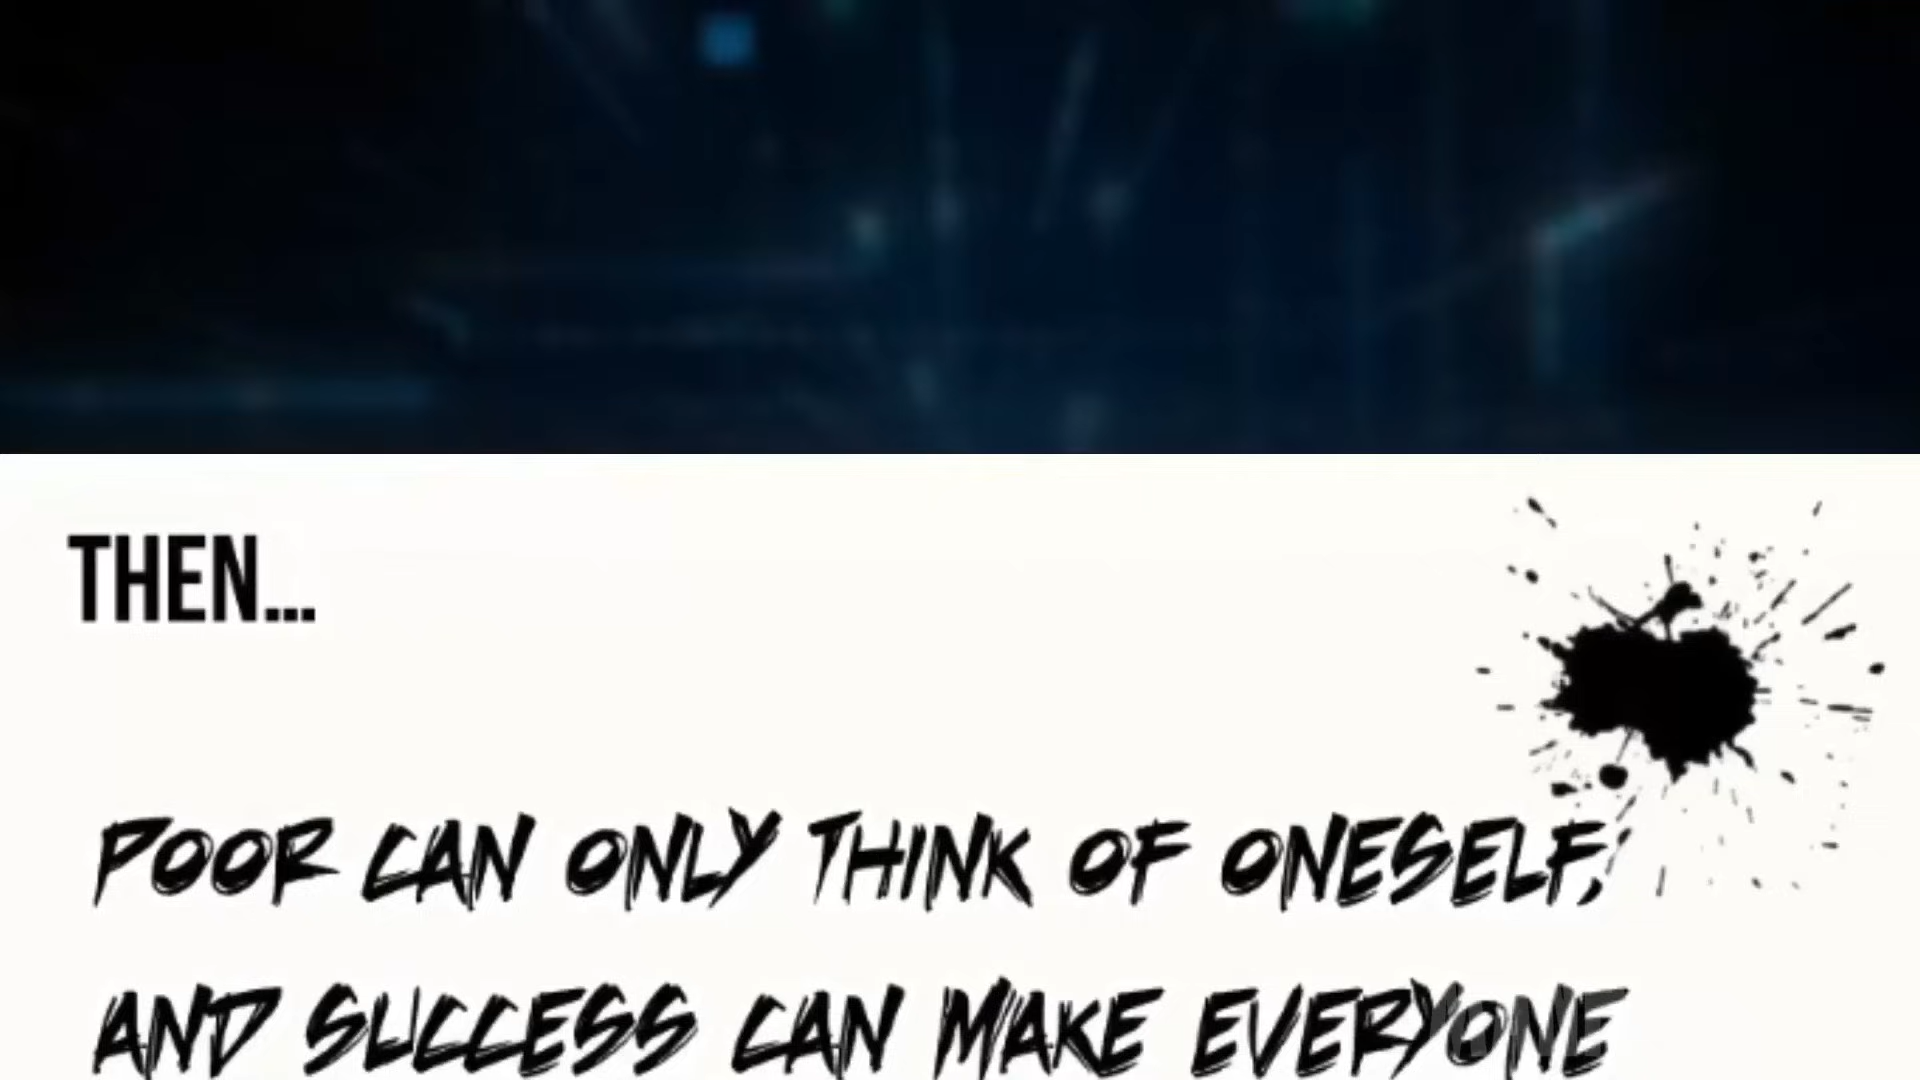 THEN...
POOR CAN ONLY THINK OF ONESELF,
AND SUCCESS CAN MAKE EVERYONE